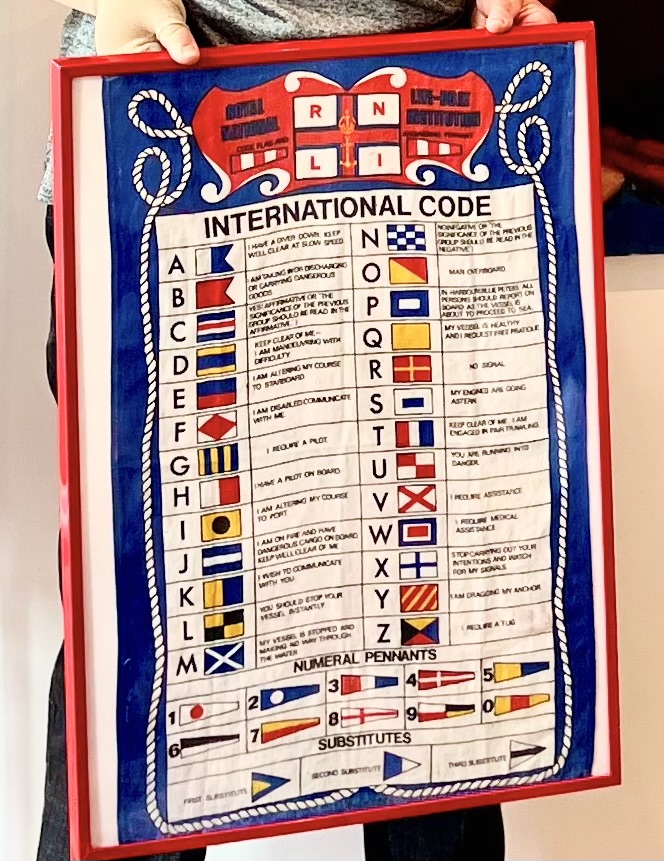 ROYAL NATIONAL
R N
L I
LIFE-BOAT INSTITUTION
CODE FLAG AND
ANSWERING PENNANT
INTERNATIONAL CODE
A
I HAVE A DIVER DOWN, KEEP
WELL CLEAR AT SLOW SPEED
B
I AM TAKING IN OR DISCHARGING
OR CARRYING DANGEROUS
GOODS
C
YES (AFFIRMATIVE OR "THE
SIGNIFICANCE OF THE PREVIOUS
GROUP SHOULD BE READ IN THE
AFFIRMATIVE.)
D
KEEP CLEAR OF ME –
I AM MANOEUVRING WITH
DIFFICULTY
E
I AM ALTERING MY COURSE
TO STARBOARD
F
I AM DISABLED COMMUNICATE
WITH ME
G
I REQUIRE A PILOT
H
I HAVE A PILOT ON BOARD
I
I AM ALTERING MY COURSE
TO PORT
J
I AM ON FIRE AND HAVE
DANGEROUS CARGO ON BOARD
KEEP WELL CLEAR OF ME
K
I WISH TO COMMUNICATE
WITH YOU
L
YOU SHOULD STOP YOUR
VESSEL INSTANTLY
M
MY VESSEL IS STOPPED AND
MAKING NO WAY THROUGH
THE WATER
N
NO(NEGATIVE OR "THE
SIGNIFICANCE OF THE PREVIOUS
GROUP SHOULD BE READ IN THE
NEGATIVE")
O
MAN OVERBOARD
P
IN HARBOUR
PERSONS SHOULD REPORT ON
BOARD AS THE VESSEL IS
ABOUT TO PROCEED TO SEA.
Q
MY VESSEL IS HEALTHY
AND I REQUEST FREE PRATIQUE
R
NO SIGNAL
S
MY ENGINES ARE GOING
ASTERN
T
KEEP CLEAR OF ME I AM
ENGAGED IN PAIR TRAWLING
U
YOU ARE RUNNING INTO
DANGER
V
I REQUIRE ASSISTANCE
W
I REQUIRE MEDICAL
ASSISTANCE
X
STOP CARRYING OUT YOUR
INTENTIONS AND WATCH
FOR MY SIGNALS
Y
I AM DRAGGING MY ANCHOR
Z
I REQUIRE A TUG
NUMERAL PENNANTS
1 2 3 4 5
6 7 8 9 0
SUBSTITUTES
FIRST SUBSTITUTE
SECOND SUBSTITUTE
THIRD SUBSTITUTE